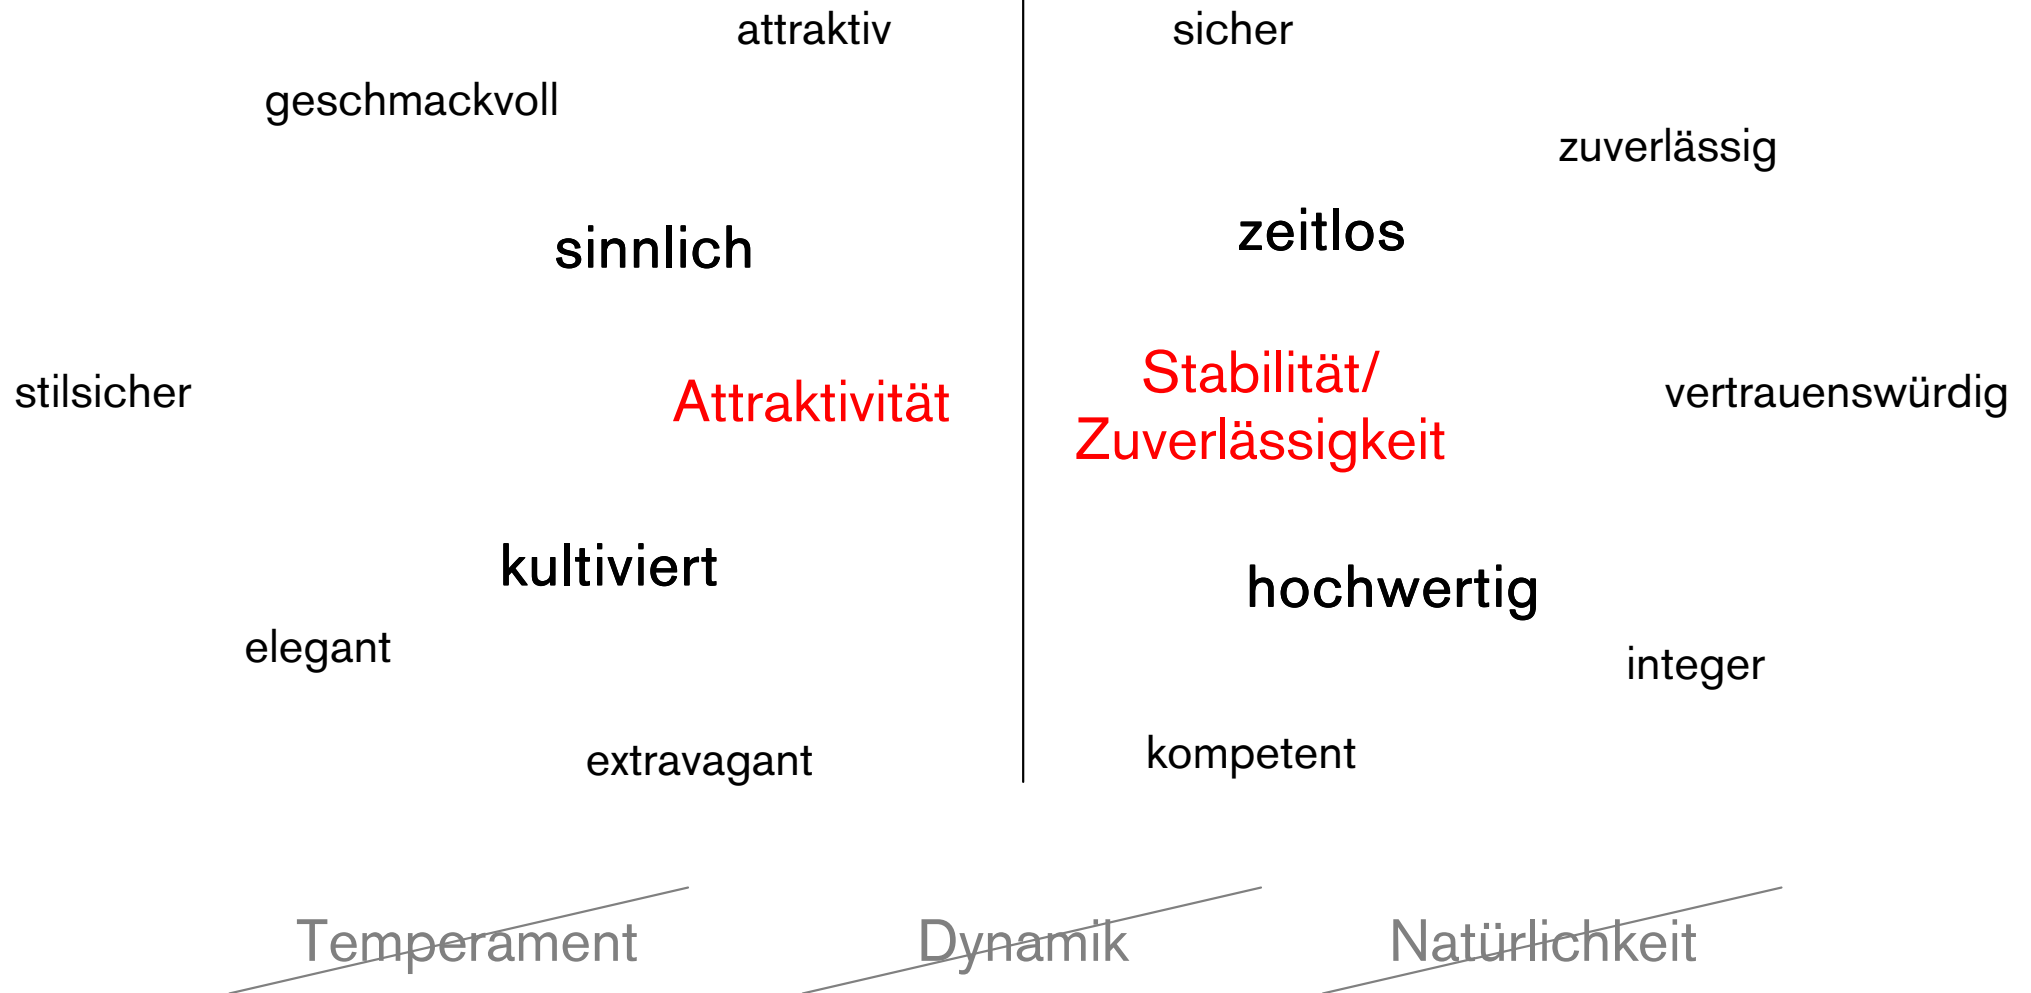 attraktiv
sicher
geschmackvoll
zuverlässig
sinnlich
zeitlos
stilsicher
Attraktivität
Stabilität/
Zuverlässigkeit
vertrauenswürdig
kultiviert
hochwertig
elegant
integer
extravagant
kompetent
Temperament
Dynamik
Natürlichkeit